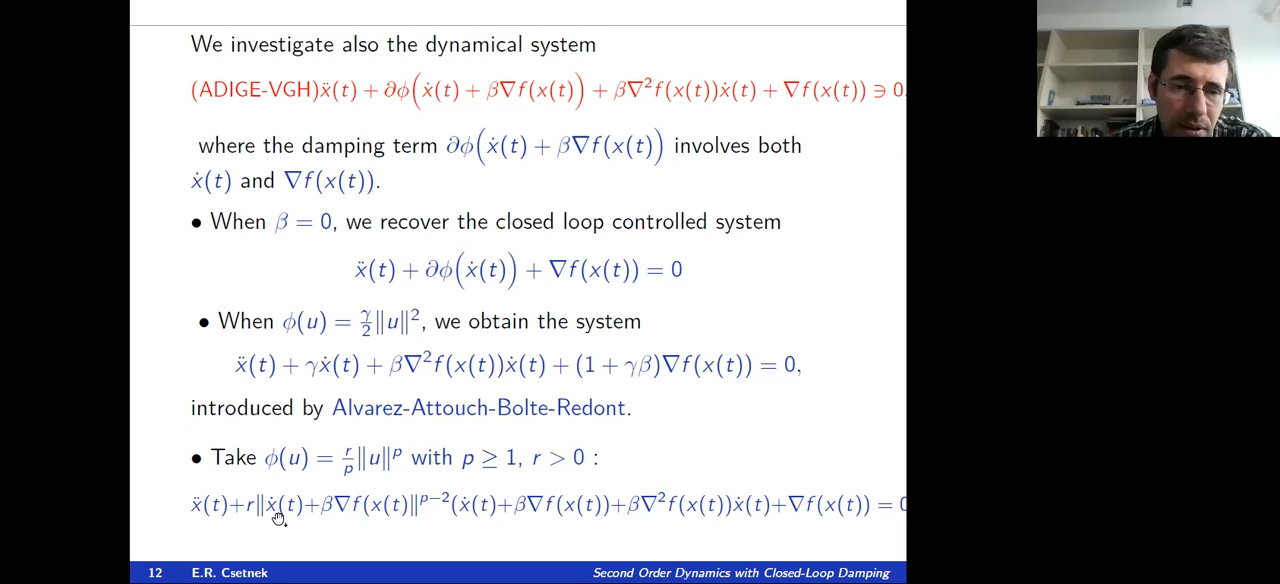 We investigate also the dynamical system
(ADIGE-VGH)ẍ(t) + ∂ϕ(ẋ(t) + β∇f(x(t))) + β∇²f(x(t))ẋ(t) + ∇f(x(t)) ∋ 0.
where the damping term ∂ϕ(ẋ(t) + β∇f(x(t))) involves both
ẋ(t) and ∇f(x(t)).
• When β = 0, we recover the closed loop controlled system
ẍ(t) + ∂ϕ(ẋ(t)) + ∇f(x(t)) = 0
• When ϕ(u) = γ/2‖u‖², we obtain the system
ẍ(t) + γẋ(t) + β∇²f(x(t))ẋ(t) + (1 + γβ)∇f(x(t)) = 0,
introduced by Alvarez-Attouch-Bolte-Redont.
• Take ϕ(u) = r/p‖u‖ᵖ with p ≥ 1, r > 0 :
ẍ(t)+r‖ẋ(t)+β∇f(x(t)‖ᵖ⁻²(ẋ(t)+β∇f(x(t))+β∇²f(x(t))ẋ(t)+∇f(x(t)) = 0
12 E.R. Csetnek Second Order Dynamics with Closed-Loop Damping